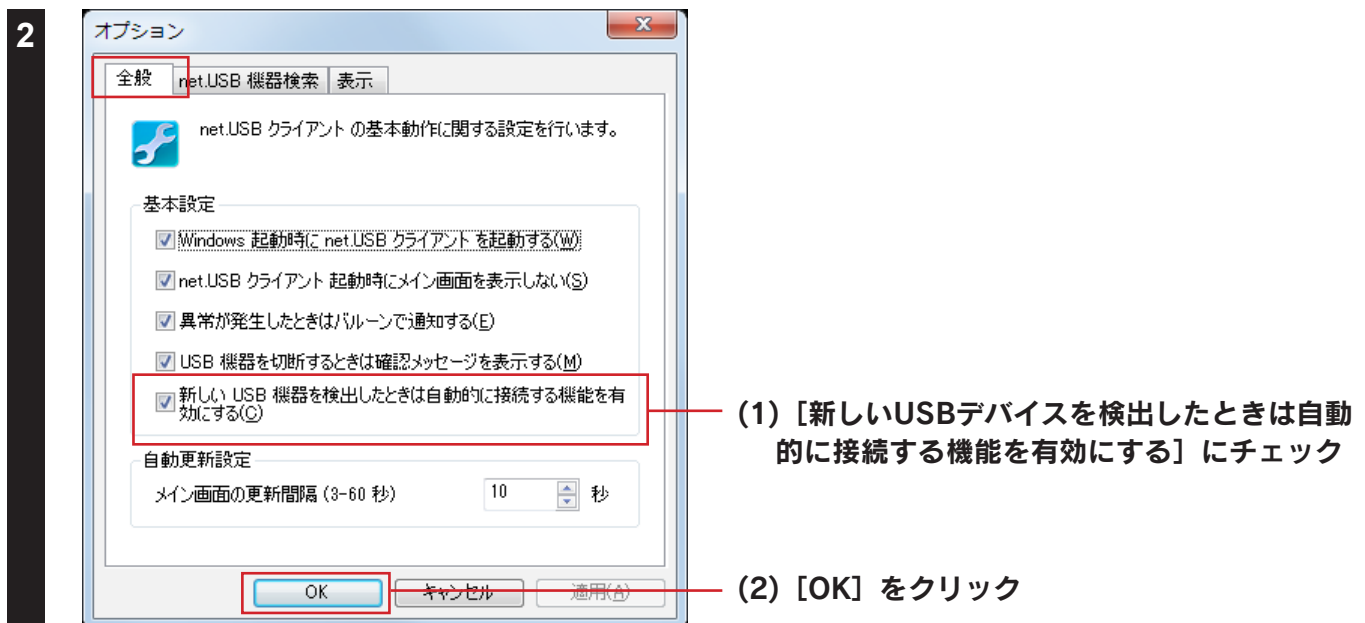 2
オプション
全般 net.USB 機器検索 表示
net.USB クライアント の基本動作に関する設定を行います。
基本設定
Windows 起動時に net.USB クライアント を起動する(W)
net.USB クライアント 起動時にメイン画面を表示しない(S)
異常が発生したときはバルーンで通知する(E)
USB 機器を切断するときは確認メッセージを表示する(M)
新しい USB 機器を検出したときは自動的に接続する機能を有
効にする(C)
(1)［新しいUSBデバイスを検出したときは自動
的に接続する機能を有効にする］にチェック
自動更新設定
メイン画面の更新間隔 (3-60 秒) 10 秒
OK キャンセル 適用(A)
(2)［OK］をクリック